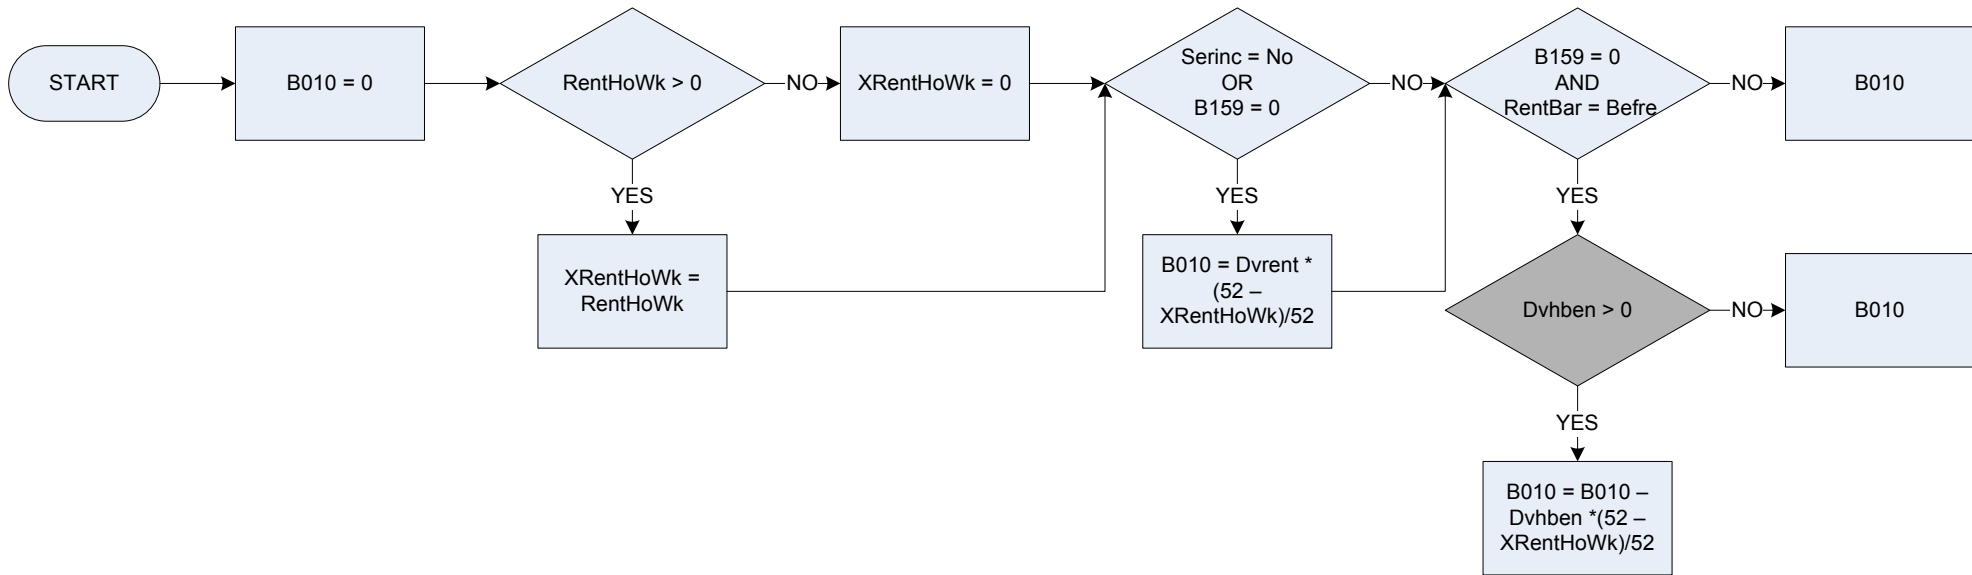 START
B010 = 0
RentHoWk > 0
NO
XRentHoWk = 0
Serinc = No
OR
B159 = 0
NO
B159 = 0
AND
RentBar = Befre
NO
B010
YES
YES
YES
XRentHoWk =
RentHoWk
B010 = Dvrent *
(52 –
XRentHoWk)/52
Dvhben > 0
NO
B010
YES
B010 = B010 –
Dvhben *(52 –
XRentHoWk)/52